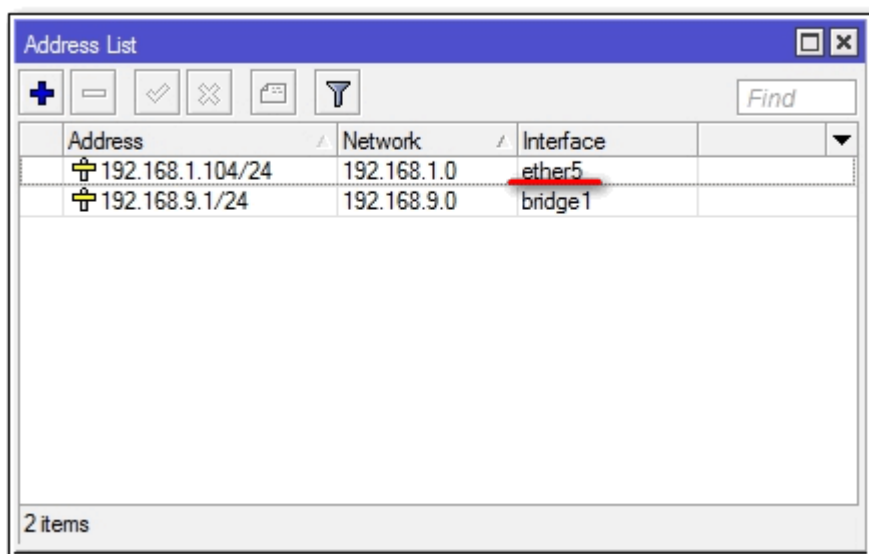 Address List
Find
Address Network Interface
192.168.1.104/24 192.168.1.0 ether5
192.168.9.1/24 192.168.9.0 bridge1
2 items